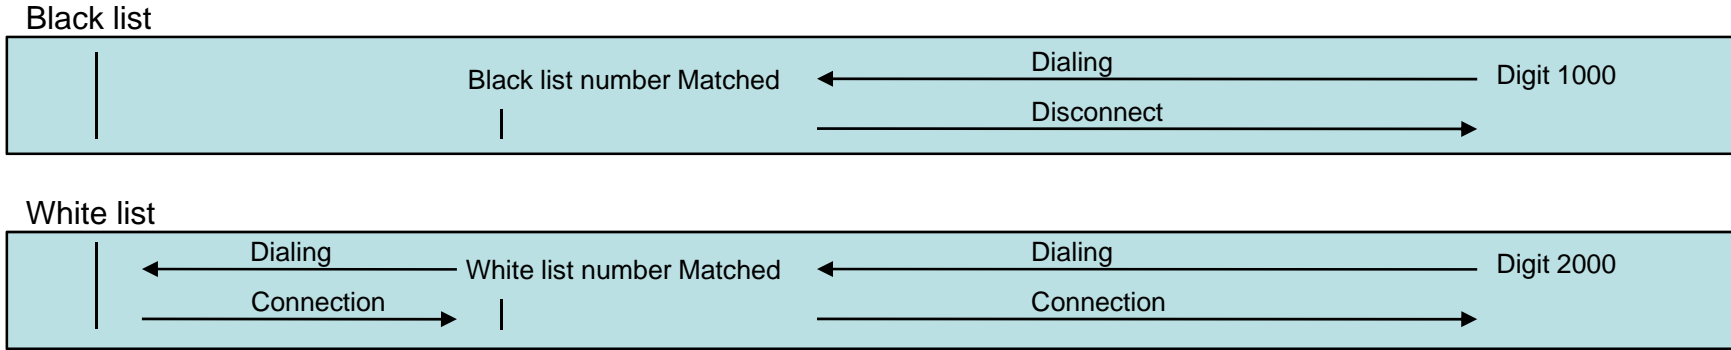 Black list
Dialing
Black list number Matched
Digit 1000
Disconnect
White list
Dialing
Dialing
White list number Matched
Digit 2000
Connection
Connection